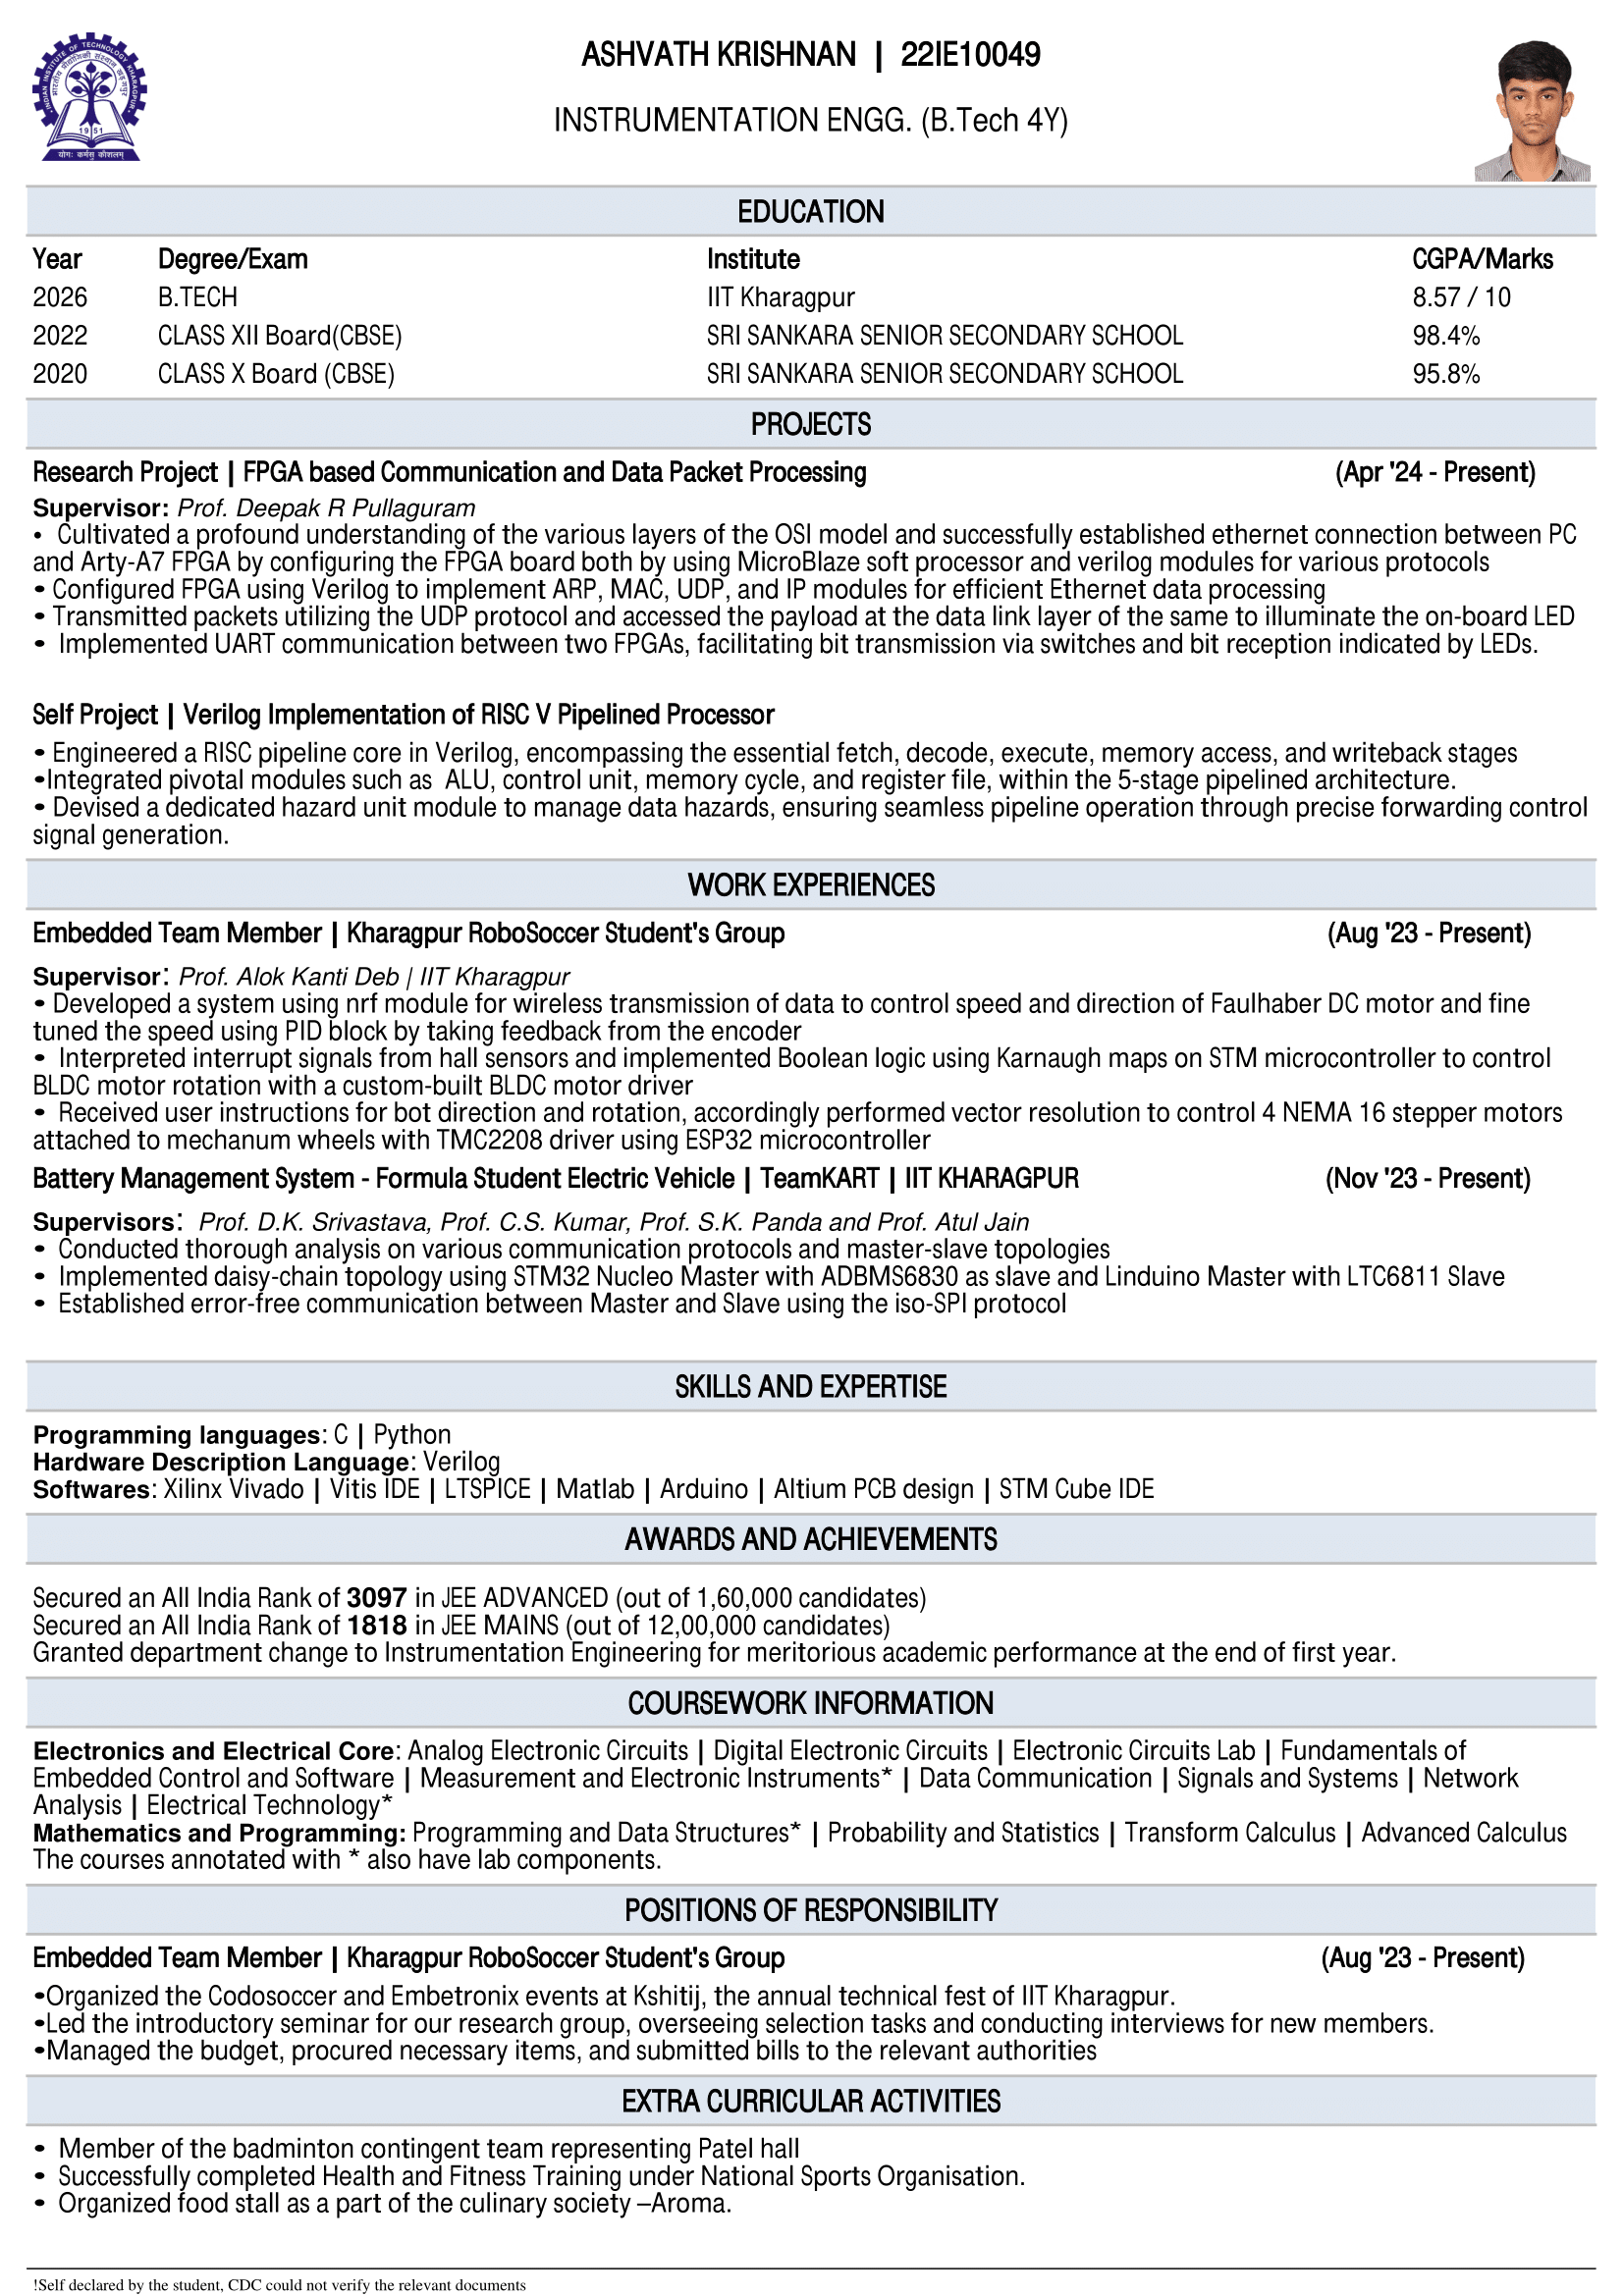 INDIAN INSTITUTE OF TECHNOLOGY KHARAGPUR
भारतीय प्रौद्योगिकी संस्थान खड़गपुर
1951
योगः कर्मसु कौशलम्
ASHVATH KRISHNAN | 22IE10049
INSTRUMENTATION ENGG. (B.Tech 4Y)
EDUCATION
Year Degree/Exam Institute CGPA/Marks
2026 B.TECH IIT Kharagpur 8.57 / 10
2022 CLASS XII Board(CBSE) SRI SANKARA SENIOR SECONDARY SCHOOL 98.4%
2020 CLASS X Board (CBSE) SRI SANKARA SENIOR SECONDARY SCHOOL 95.8%
PROJECTS
Research Project | FPGA based Communication and Data Packet Processing (Apr '24 - Present)
Supervisor: Prof. Deepak R Pullaguram
• Cultivated a profound understanding of the various layers of the OSI model and successfully established ethernet connection between PC
and Arty-A7 FPGA by configuring the FPGA board both by using MicroBlaze soft processor and verilog modules for various protocols
• Configured FPGA using Verilog to implement ARP, MAC, UDP, and IP modules for efficient Ethernet data processing
• Transmitted packets utilizing the UDP protocol and accessed the payload at the data link layer of the same to illuminate the on-board LED
• Implemented UART communication between two FPGAs, facilitating bit transmission via switches and bit reception indicated by LEDs.
Self Project | Verilog Implementation of RISC V Pipelined Processor
• Engineered a RISC pipeline core in Verilog, encompassing the essential fetch, decode, execute, memory access, and writeback stages
•Integrated pivotal modules such as ALU, control unit, memory cycle, and register file, within the 5-stage pipelined architecture.
• Devised a dedicated hazard unit module to manage data hazards, ensuring seamless pipeline operation through precise forwarding control
signal generation.
WORK EXPERIENCES
Embedded Team Member | Kharagpur RoboSoccer Student's Group (Aug '23 - Present)
Supervisor: Prof. Alok Kanti Deb | IIT Kharagpur
• Developed a system using nrf module for wireless transmission of data to control speed and direction of Faulhaber DC motor and fine
tuned the speed using PID block by taking feedback from the encoder
• Interpreted interrupt signals from hall sensors and implemented Boolean logic using Karnaugh maps on STM microcontroller to control
BLDC motor rotation with a custom-built BLDC motor driver
• Received user instructions for bot direction and rotation, accordingly performed vector resolution to control 4 NEMA 16 stepper motors
attached to mechanum wheels with TMC2208 driver using ESP32 microcontroller
Battery Management System - Formula Student Electric Vehicle | TeamKART | IIT KHARAGPUR (Nov '23 - Present)
Supervisors: Prof. D.K. Srivastava, Prof. C.S. Kumar, Prof. S.K. Panda and Prof. Atul Jain
• Conducted thorough analysis on various communication protocols and master-slave topologies
• Implemented daisy-chain topology using STM32 Nucleo Master with ADBMS6830 as slave and Linduino Master with LTC6811 Slave
• Established error-free communication between Master and Slave using the iso-SPI protocol
SKILLS AND EXPERTISE
Programming languages: C | Python
Hardware Description Language: Verilog
Softwares: Xilinx Vivado | Vitis IDE | LTSPICE | Matlab | Arduino | Altium PCB design | STM Cube IDE
AWARDS AND ACHIEVEMENTS
Secured an All India Rank of 3097 in JEE ADVANCED (out of 1,60,000 candidates)
Secured an All India Rank of 1818 in JEE MAINS (out of 12,00,000 candidates)
Granted department change to Instrumentation Engineering for meritorious academic performance at the end of first year.
COURSEWORK INFORMATION
Electronics and Electrical Core: Analog Electronic Circuits | Digital Electronic Circuits | Electronic Circuits Lab | Fundamentals of
Embedded Control and Software | Measurement and Electronic Instruments* | Data Communication | Signals and Systems | Network
Analysis | Electrical Technology*
Mathematics and Programming: Programming and Data Structures* | Probability and Statistics | Transform Calculus | Advanced Calculus
The courses annotated with * also have lab components.
POSITIONS OF RESPONSIBILITY
Embedded Team Member | Kharagpur RoboSoccer Student's Group (Aug '23 - Present)
•Organized the Codosoccer and Embetronix events at Kshitij, the annual technical fest of IIT Kharagpur.
•Led the introductory seminar for our research group, overseeing selection tasks and conducting interviews for new members.
•Managed the budget, procured necessary items, and submitted bills to the relevant authorities
EXTRA CURRICULAR ACTIVITIES
• Member of the badminton contingent team representing Patel hall
• Successfully completed Health and Fitness Training under National Sports Organisation.
• Organized food stall as a part of the culinary society –Aroma.
!Self declared by the student, CDC could not verify the relevant documents